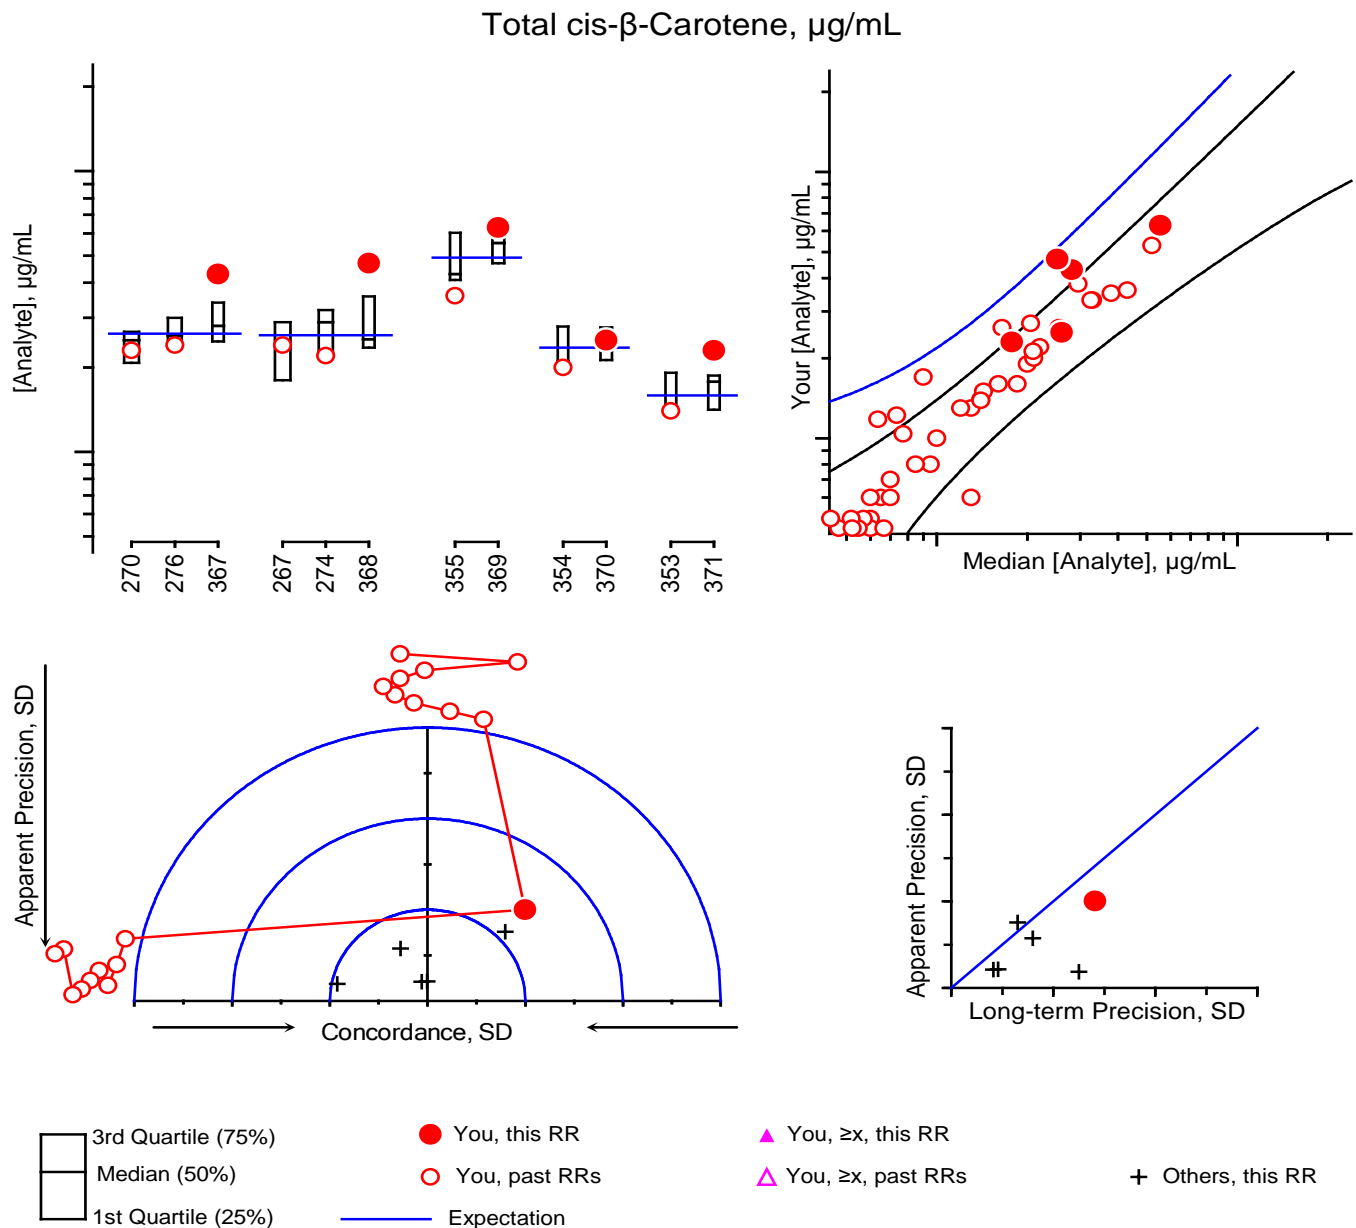 Total cis-β-Carotene, µg/mL
[Analyte], µg/mL
270
276
367
267
274
368
355
369
354
370
353
371
Your [Analyte], µg/mL
Median [Analyte], µg/mL
Apparent Precision, SD
Concordance, SD
Apparent Precision, SD
Long-term Precision, SD
3rd Quartile (75%)
Median (50%)
1st Quartile (25%)
You, this RR
You, past RRs
Expectation
You, ≥x, this RR
You, ≥x, past RRs
Others, this RR